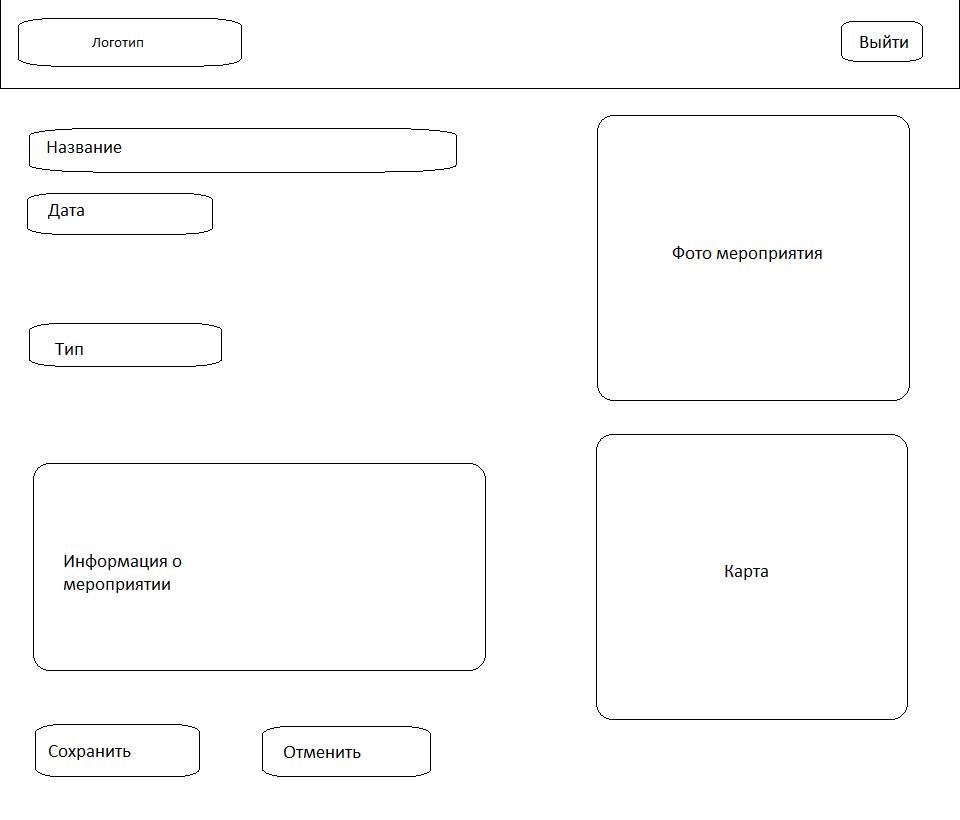 Логотип
Выйти
Название
Дата
Тип
Фото мероприятия
Информация о
мероприятии
Карта
Сохранить
Отменить